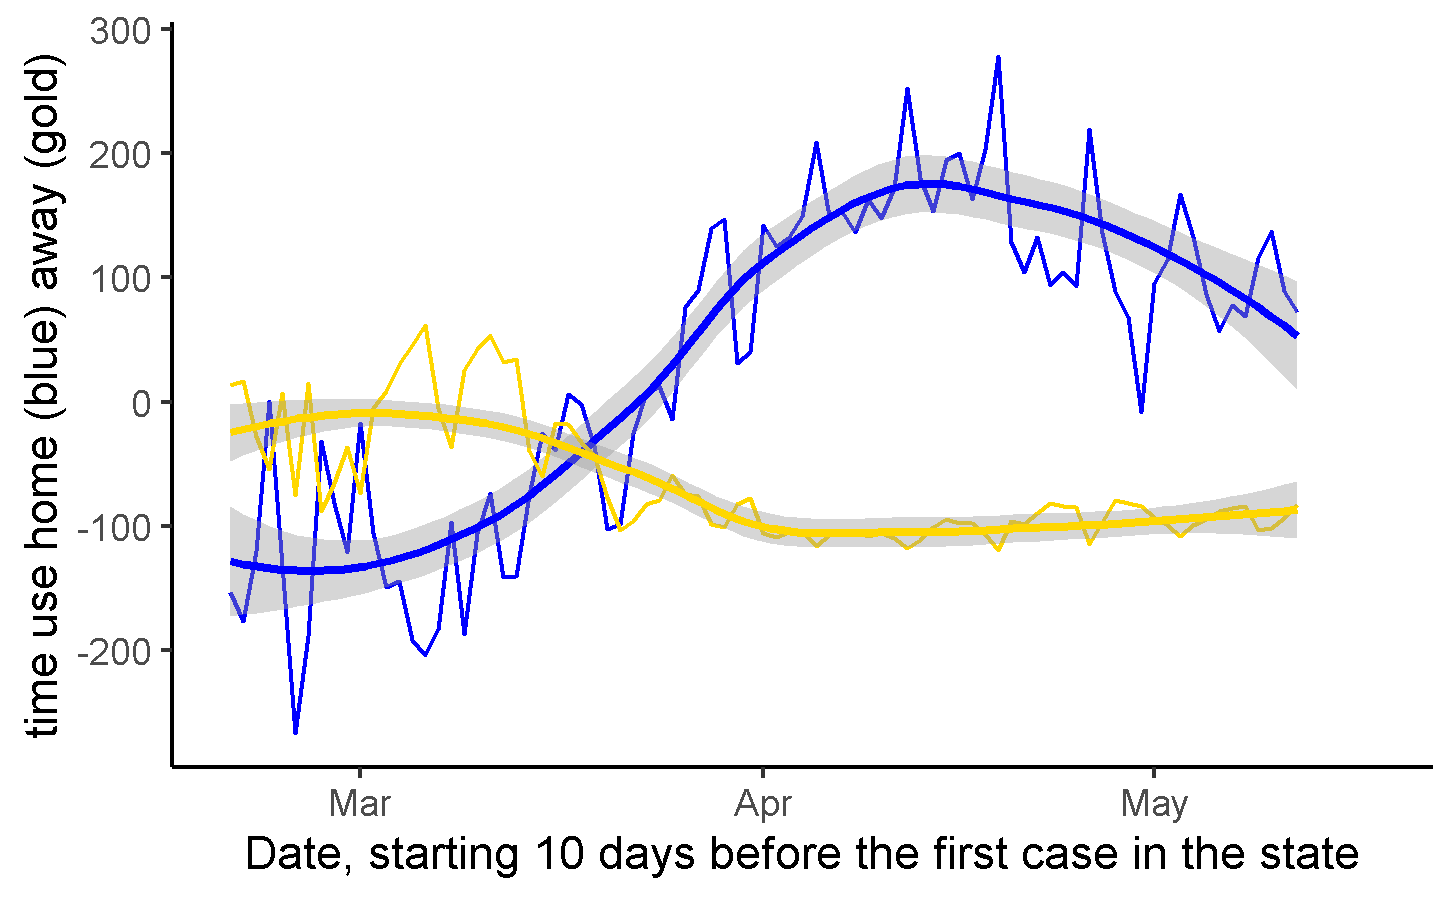 time use home (blue) away (gold)
300
200
100
0
-100
-200
Mar
Apr
May
Date, starting 10 days before the first case in the state